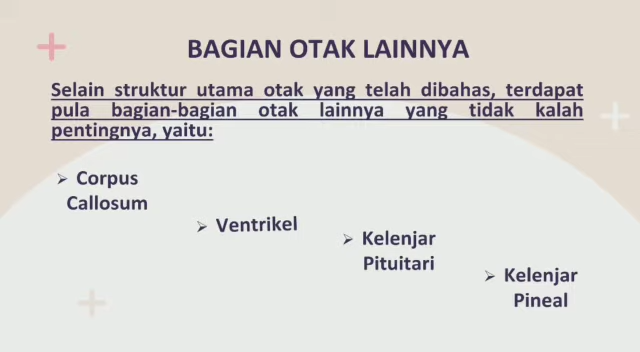 BAGIAN OTAK LAINNYA
Selain struktur utama otak yang telah dibahas, terdapat
pula bagian-bagian otak lainnya yang tidak kalah
pentingnya, yaitu:
➢ Corpus
Callosum
➢ Ventrikel
➢ Kelenjar
Pituitari
➢ Kelenjar
Pineal